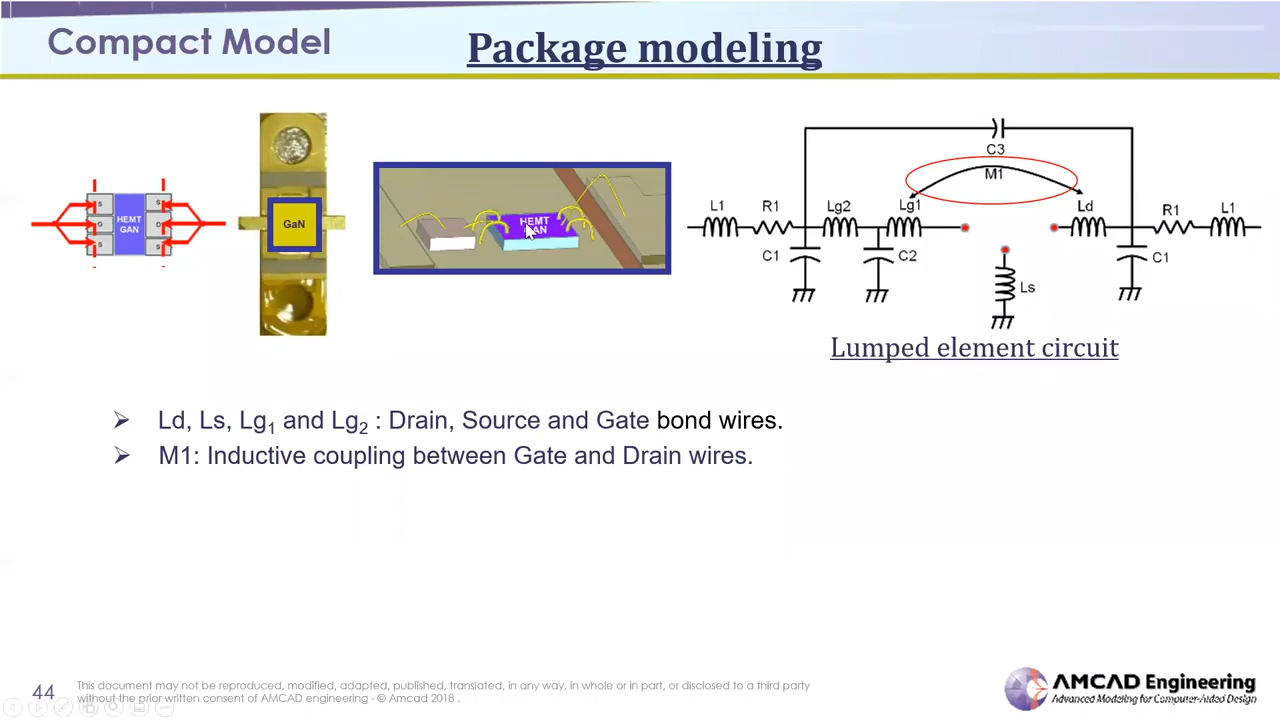 Compact Model
Package modeling
S
G
S
HEMT
GAN
S
D
S
GaN
HEMT
GAN
C3
M1
L1
R1
Lg2
Lg1
Ld
R1
L1
C1
C2
Ls
C1
Lumped element circuit
➢ Ld, Ls, Lg1 and Lg2 : Drain, Source and Gate bond wires.
➢ M1: Inductive coupling between Gate and Drain wires.
44
This document may not be reproduced, modified, adapted, published, translated, in any way, in whole or in part, or disclosed to a third party
without the prior written consent of AMCAD engineering - © Amcad 2018 .
AMCAD Engineering
Advanced Modeling for Computer-Aided Design